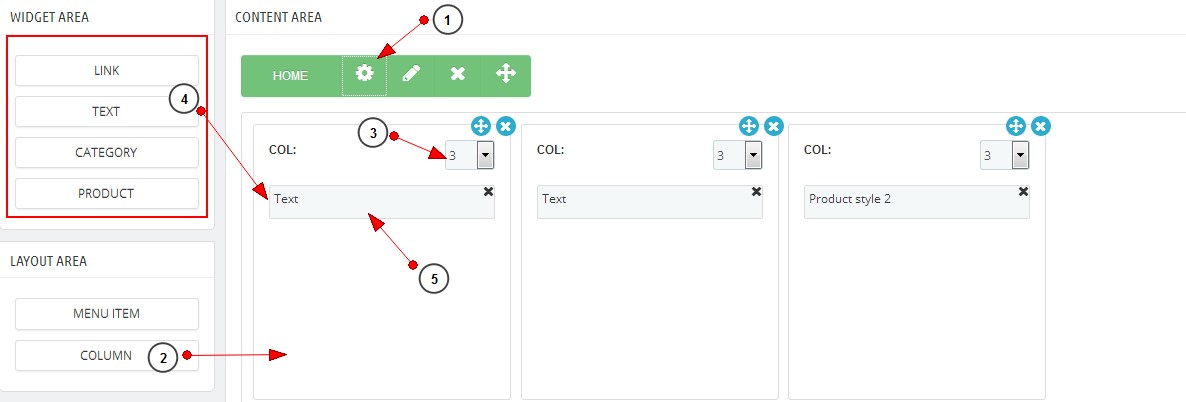 WIDGET AREA
LINK
TEXT
CATEGORY
PRODUCT
LAYOUT AREA
MENU ITEM
COLUMN
CONTENT AREA
HOME
COL:
3
Text
COL:
3
Text
COL:
3
Product style 2
1
2
3
4
5